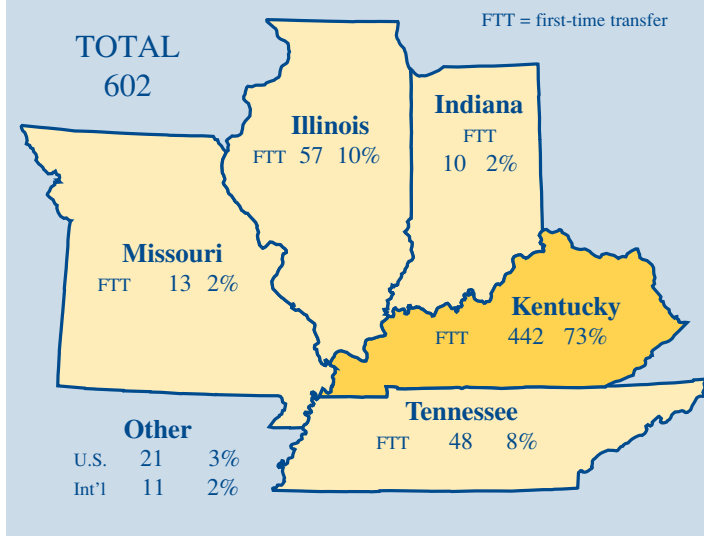 FTT = first-time transfer
TOTAL
602
Illinois
FTT 57 10%
Indiana
FTT
10 2%
Missouri
FTT 13 2%
Kentucky
FTT 442 73%
Tennessee
FTT 48 8%
Other
U.S. 21 3%
Int'l 11 2%